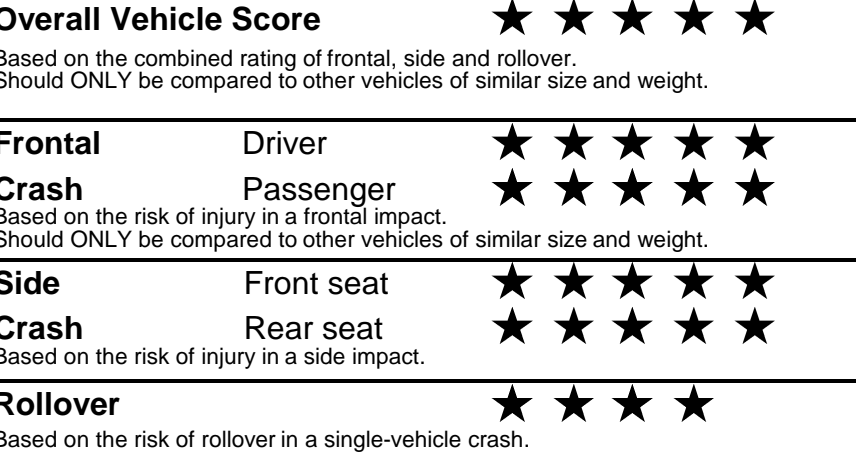 Overall Vehicle Score ★ ★ ★ ★ ★
Based on the combined rating of frontal, side and rollover.
Should ONLY be compared to other vehicles of similar size and weight.
Frontal Driver ★ ★ ★ ★ ★
Crash Passenger ★ ★ ★ ★ ★
Based on the risk of injury in a frontal impact.
Should ONLY be compared to other vehicles of similar size and weight.
Side Front seat ★ ★ ★ ★ ★
Crash Rear seat ★ ★ ★ ★ ★
Based on the risk of injury in a side impact.
Rollover ★ ★ ★ ★
Based on the risk of rollover in a single-vehicle crash.